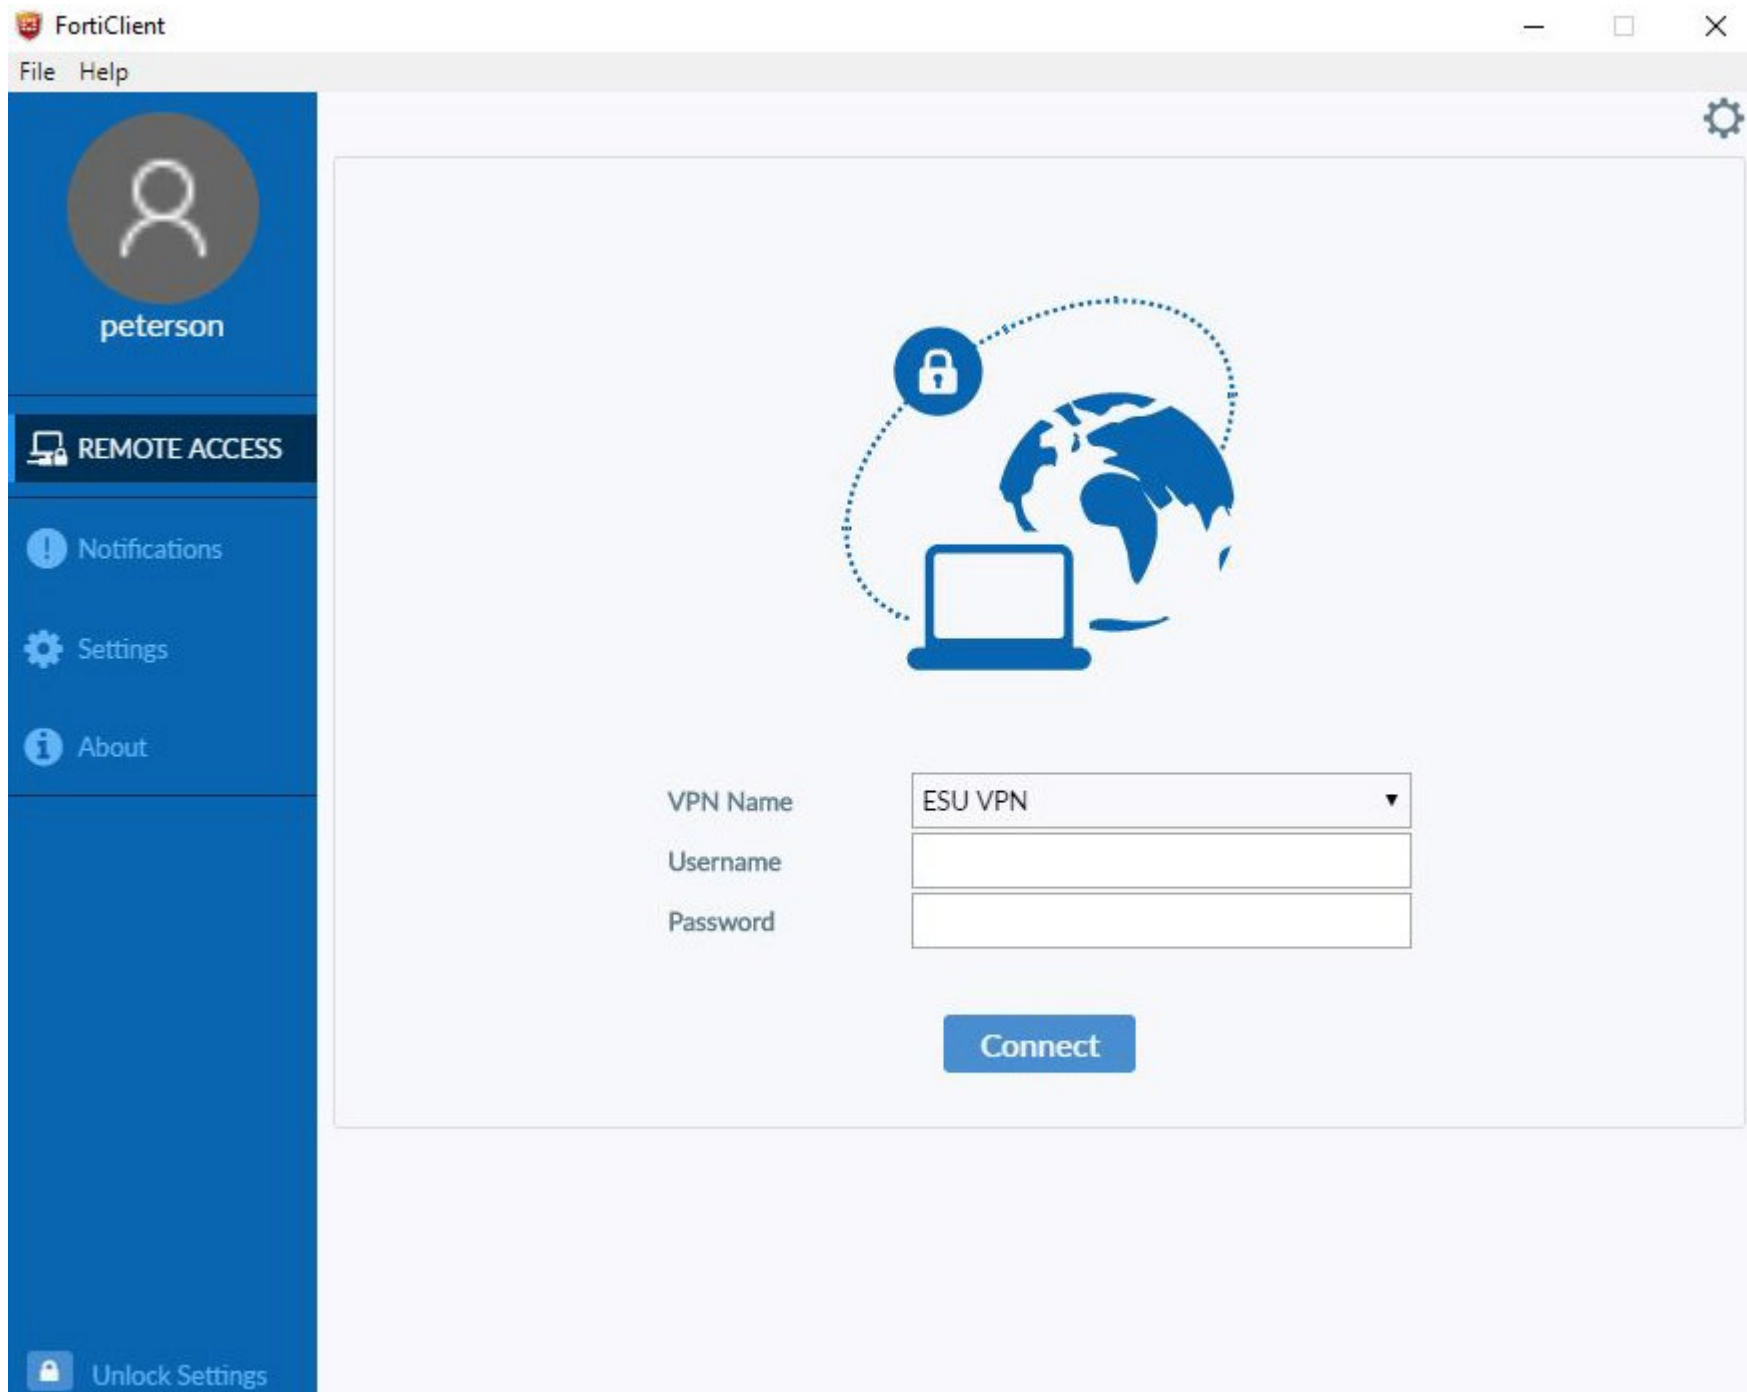 FortiClient
File Help
peterson
REMOTE ACCESS
Notifications
Settings
About
VPN Name ESU VPN
Username
Password
Connect
Unlock Settings